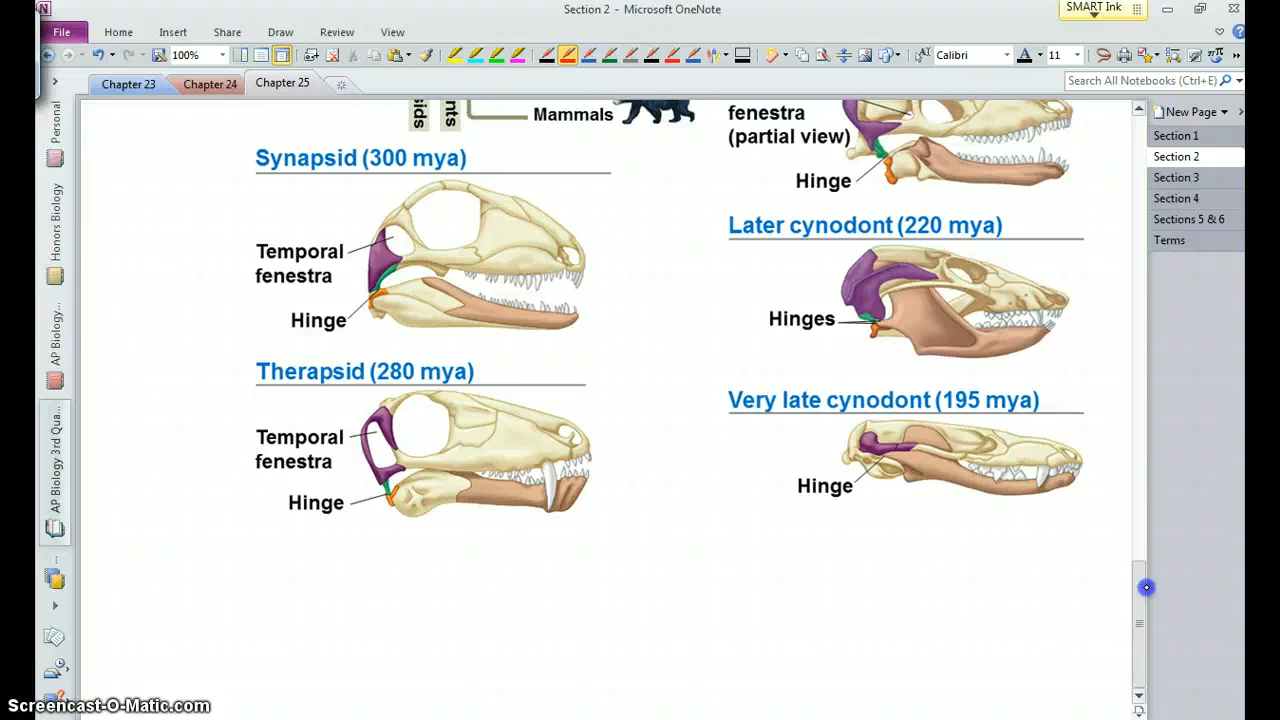 Section 2 - Microsoft OneNote
SMART Ink
File Home Insert Share Draw Review View
100%
Calibri 11
Chapter 23 Chapter 24 Chapter 25
Search All Notebooks (Ctrl+E)
Personal
Honors Biology
AP Biology...
AP Biology 3rd Qua...
New Page
Section 1
Section 2
Section 3
Section 4
Sections 5 & 6
Terms
sids
nts
Mammals
Synapsid (300 mya)
Temporal
fenestra
Hinge
Therapsid (280 mya)
Temporal
fenestra
Hinge
fenestra
(partial view)
Hinge
Later cynodont (220 mya)
Hinges
Very late cynodont (195 mya)
Hinge
Screencast-O-Matic.com